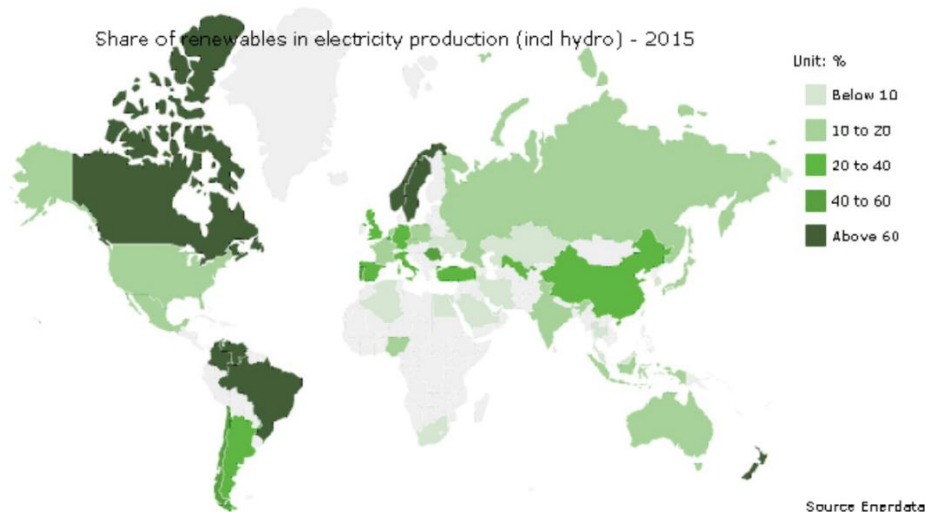 Share of renewables in electricity production (incl hydro) - 2015
Unit: %
Below 10
10 to 20
20 to 40
40 to 60
Above 60
Source Enerdata